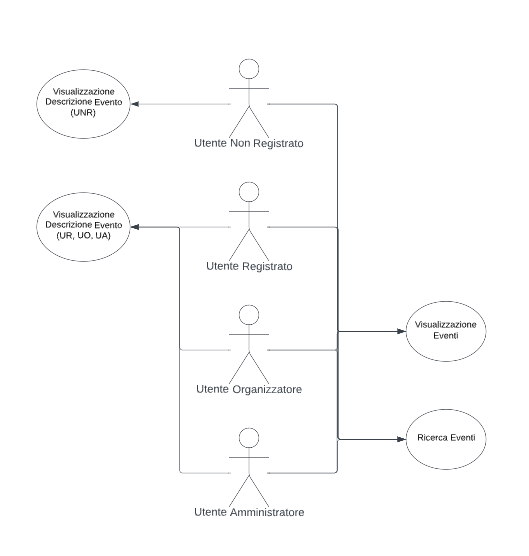 Visualizzazione
Descrizione Evento
(UNR)
Utente Non Registrato
Visualizzazione
Descrizione Evento
(UR, UO, UA)
Utente Registrato
Visualizzazione
Eventi
Utente Organizzatore
Ricerca Eventi
Utente Amministratore